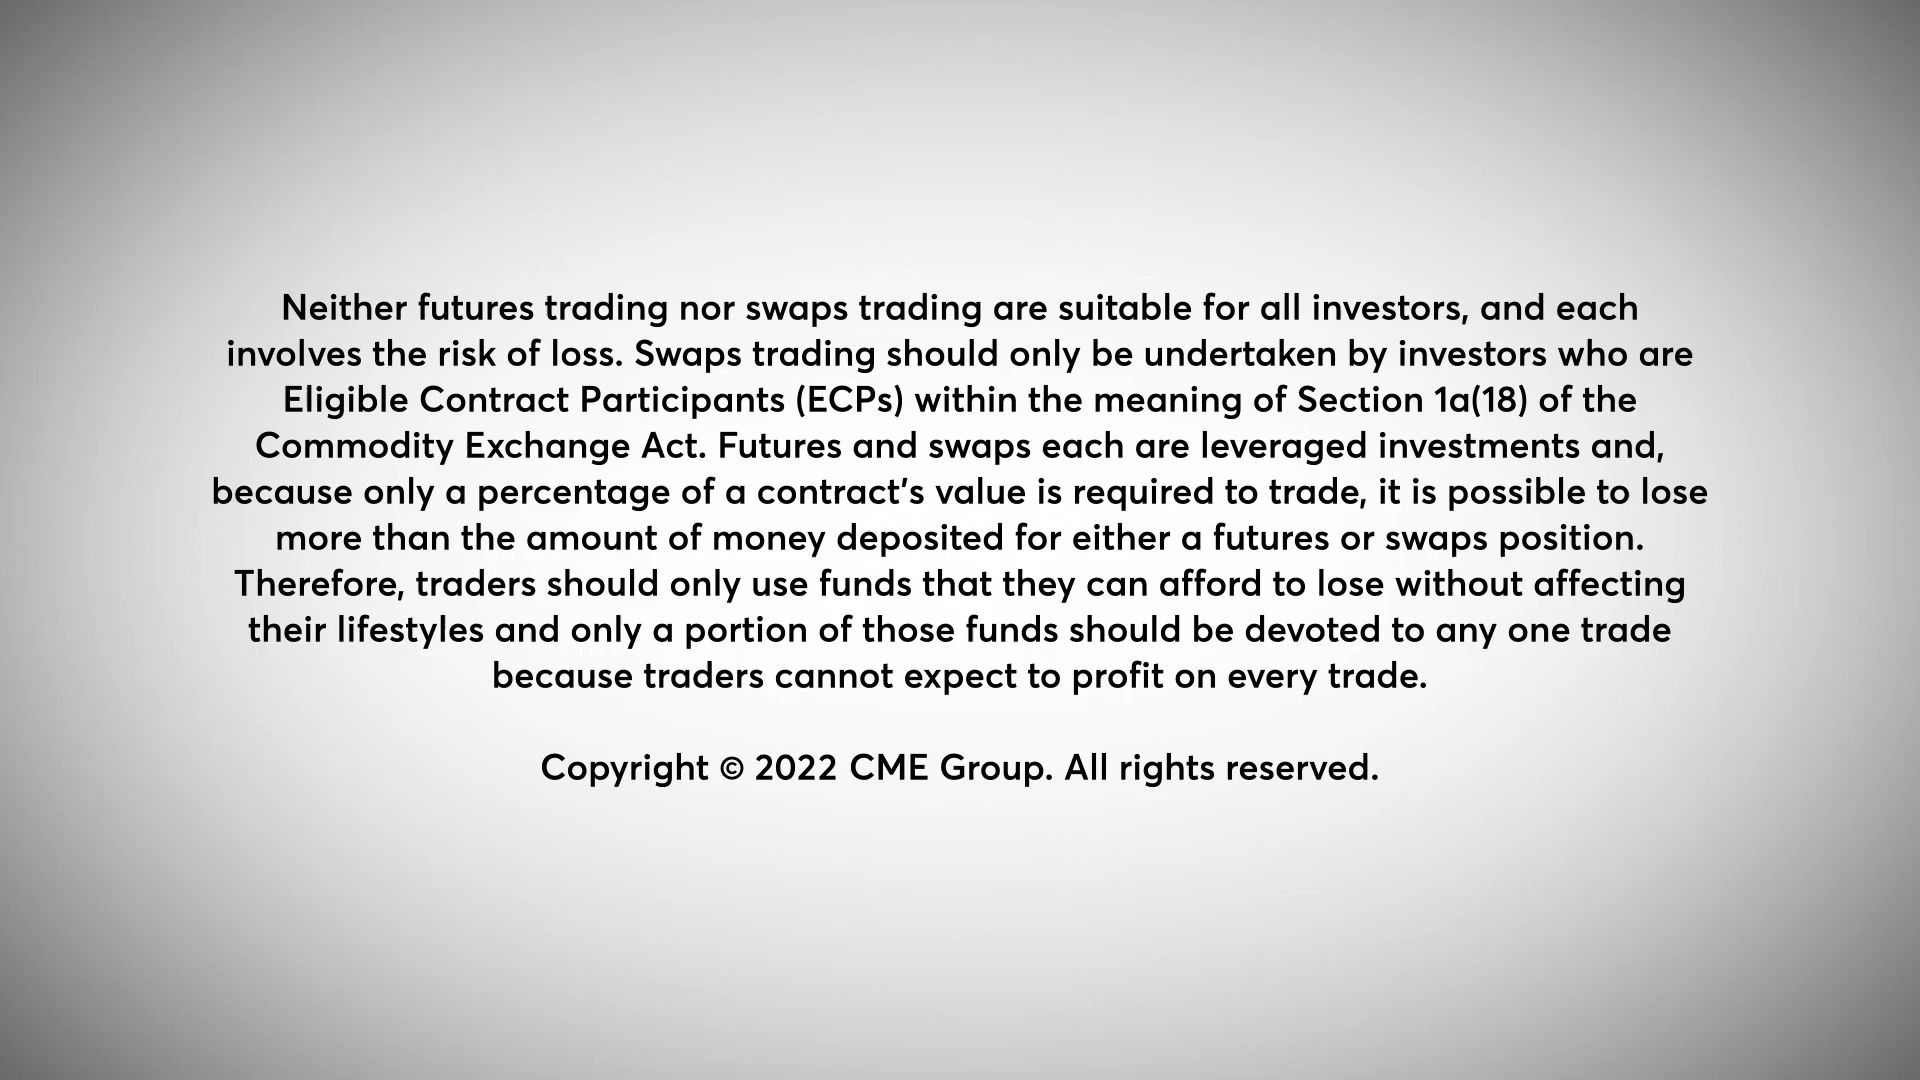 Neither futures trading nor swaps trading are suitable for all investors, and each
involves the risk of loss. Swaps trading should only be undertaken by investors who are
Eligible Contract Participants (ECPs) within the meaning of Section 1a(18) of the
Commodity Exchange Act. Futures and swaps each are leveraged investments and,
because only a percentage of a contract's value is required to trade, it is possible to lose
more than the amount of money deposited for either a futures or swaps position.
Therefore, traders should only use funds that they can afford to lose without affecting
their lifestyles and only a portion of those funds should be devoted to any one trade
because traders cannot expect to profit on every trade.
Copyright © 2022 CME Group. All rights reserved.